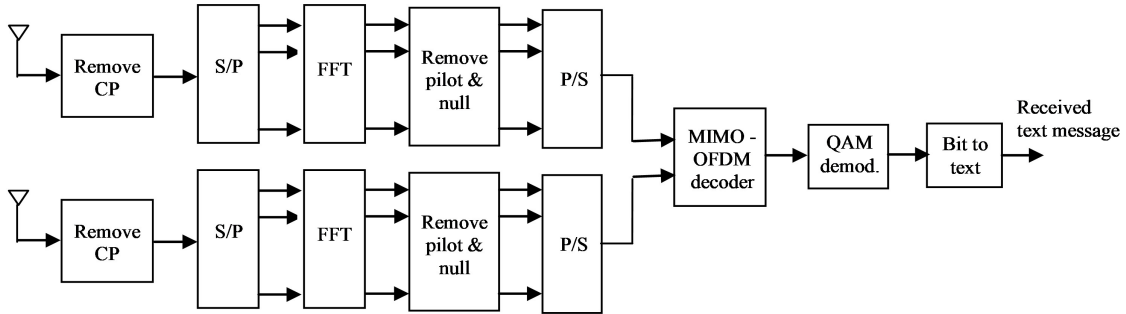 Remove
CP
S/P
FFT
Remove
pilot &
null
P/S
MIMO -
OFDM
decoder
QAM
demod.
Bit to
text
Received
text message
Remove
CP
S/P
FFT
Remove
pilot &
null
P/S